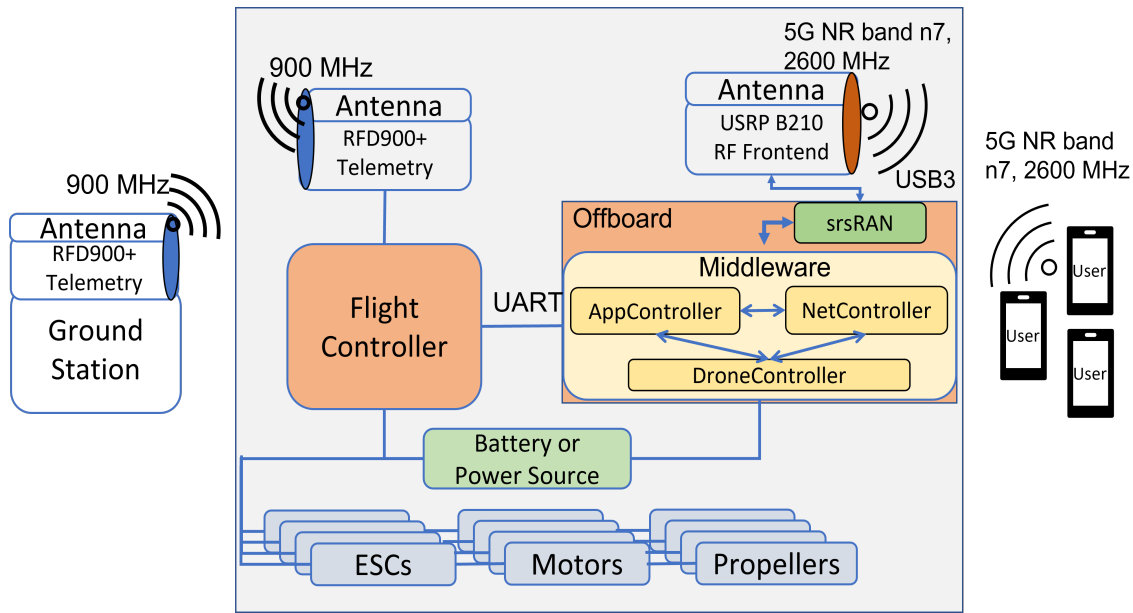 900 MHz
Antenna
RFD900+
Telemetry
Ground
Station
900 MHz
Antenna
RFD900+
Telemetry
5G NR band n7,
2600 MHz
Antenna
USRP B210
RF Frontend
USB3
Offboard
srsRAN
Middleware
AppController
NetController
DroneController
Flight
Controller
UART
Battery or
Power Source
ESCs
Motors
Propellers
5G NR band
n7, 2600 MHz
User
User
User